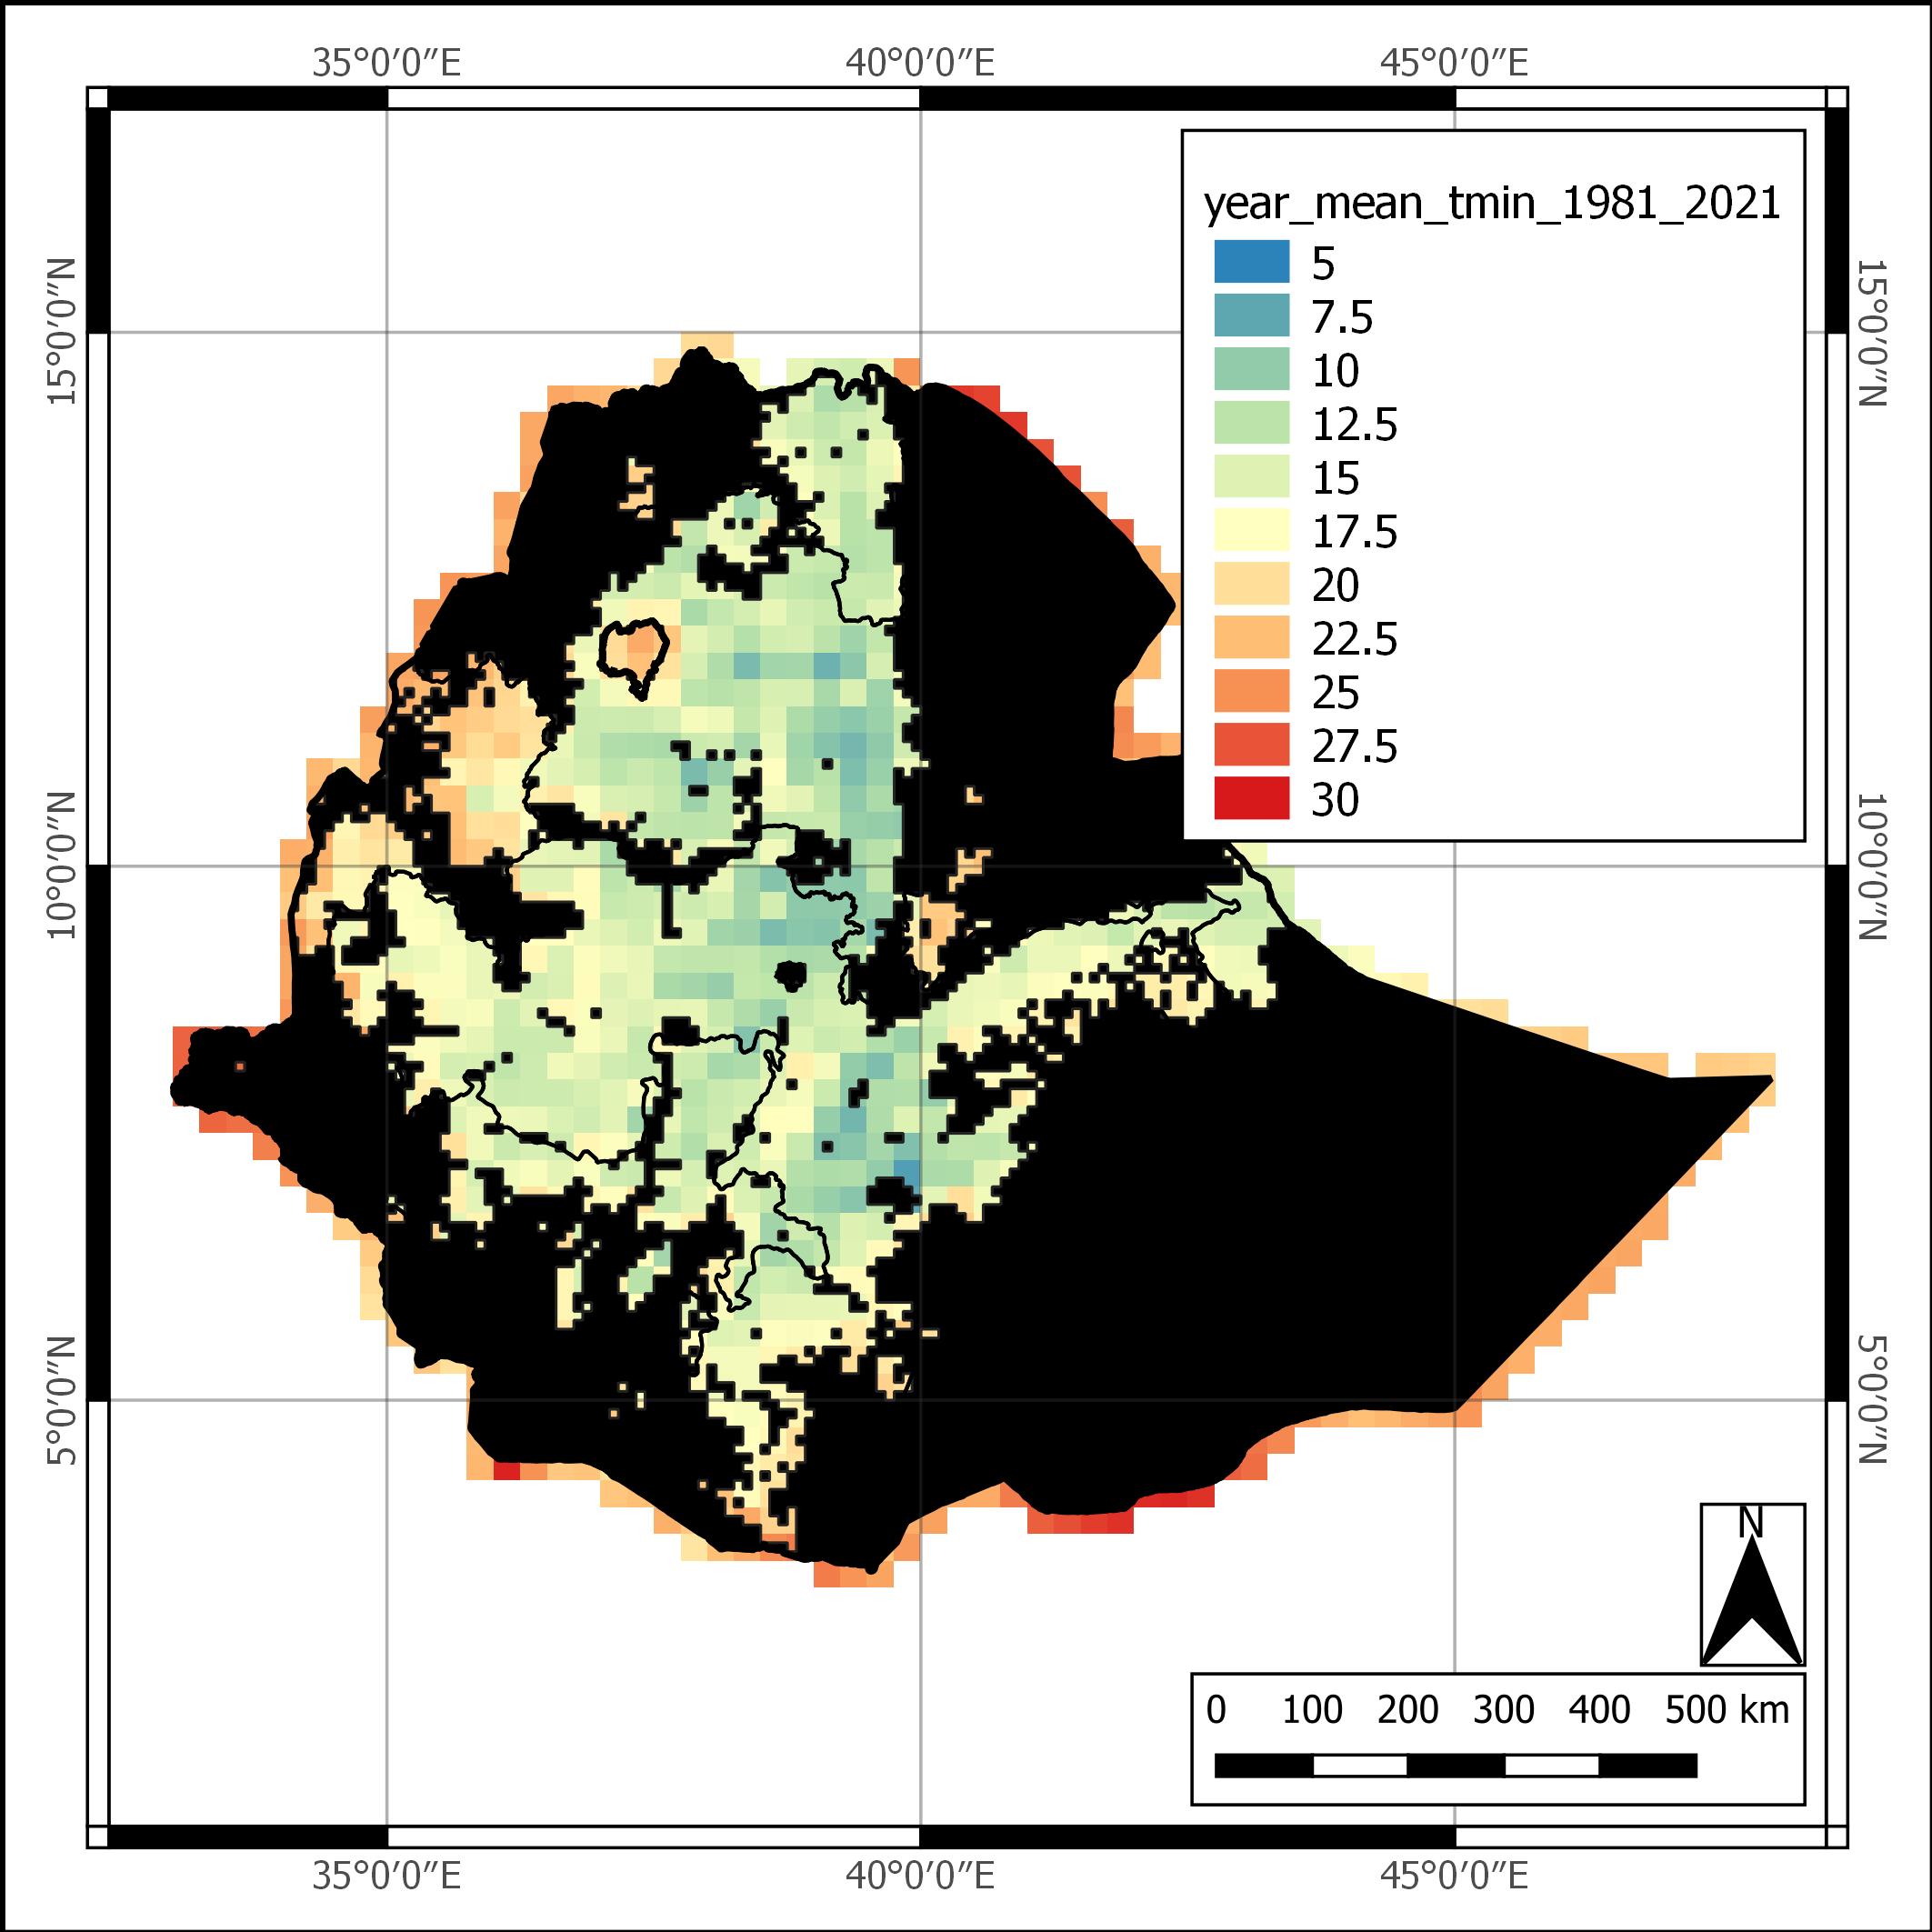 35°0′0″E 40°0′0″E 45°0′0″E
15°0′0″N
10°0′0″N
5°0′0″N
year_mean_tmin_1981_2021
5
7.5
10
12.5
15
17.5
20
22.5
25
27.5
30
15°0′0″N
10°0′0″N
5°0′0″N
N
0 100 200 300 400 500 km
35°0′0″E 40°0′0″E 45°0′0″E